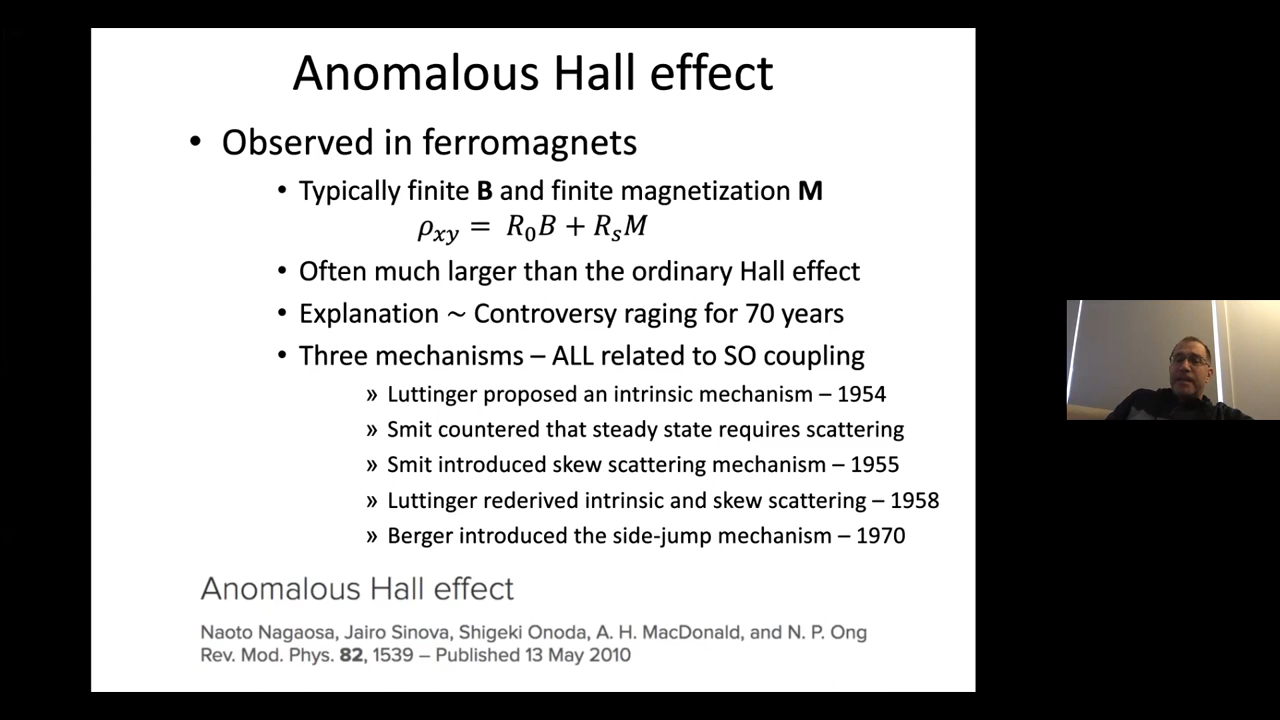 Anomalous Hall effect
• Observed in ferromagnets
• Typically finite B and finite magnetization M
ρxy = R0B + RsM
• Often much larger than the ordinary Hall effect
• Explanation ~ Controversy raging for 70 years
• Three mechanisms – ALL related to SO coupling
» Luttinger proposed an intrinsic mechanism – 1954
» Smit countered that steady state requires scattering
» Smit introduced skew scattering mechanism – 1955
» Luttinger rederived intrinsic and skew scattering – 1958
» Berger introduced the side-jump mechanism – 1970
Anomalous Hall effect
Naoto Nagaosa, Jairo Sinova, Shigeki Onoda, A. H. MacDonald, and N. P. Ong
Rev. Mod. Phys. 82, 1539 – Published 13 May 2010